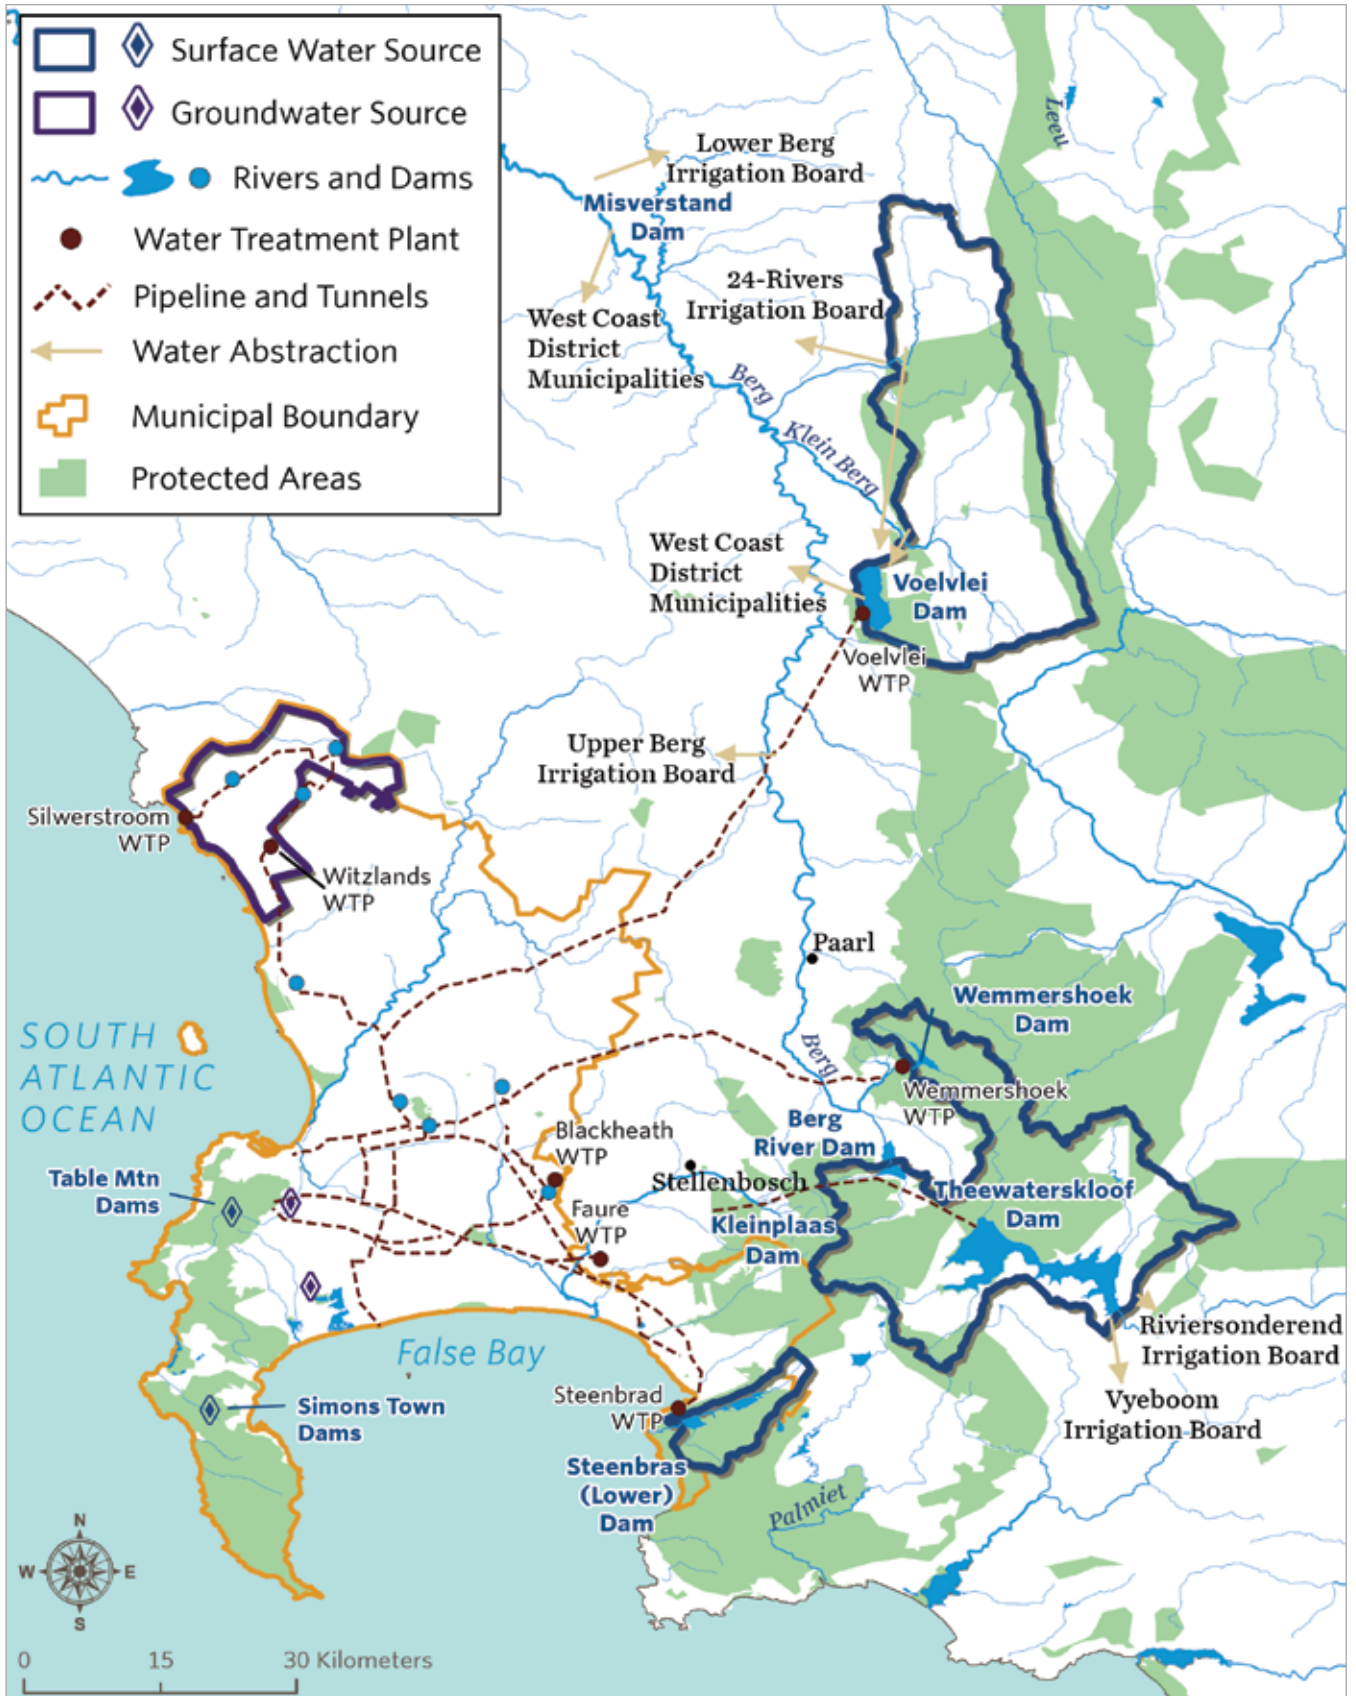 Surface Water Source
Groundwater Source
Rivers and Dams
Water Treatment Plant
Pipeline and Tunnels
Water Abstraction
Municipal Boundary
Protected Areas
Leeu
Lower Berg
Irrigation Board
Misverstand
Dam
24-Rivers
Irrigation Board
West Coast
District
Municipalities
Berg
Klein Berg
West Coast
District
Municipalities
Voelvlei
Dam
Voelvlei
WTP
Upper Berg
Irrigation Board
Silwerstroom
WTP
Witzlands
WTP
Paarl
Wemmershoek
Dam
SOUTH
ATLANTIC
OCEAN
Berg
Wemmershoek
WTP
Berg
River Dam
Blackheath
WTP
Table Mtn
Dams
Stellenbosch
Theewaterskloof
Dam
Faure
WTP
Kleinplaas
Dam
Riviersonderend
Irrigation Board
False Bay
Steenbrad
WTP
Vyeboom
Irrigation Board
Simons Town
Dams
Steenbras
(Lower)
Dam
Palmiet
N
W
E
S
0
15
30 Kilometers